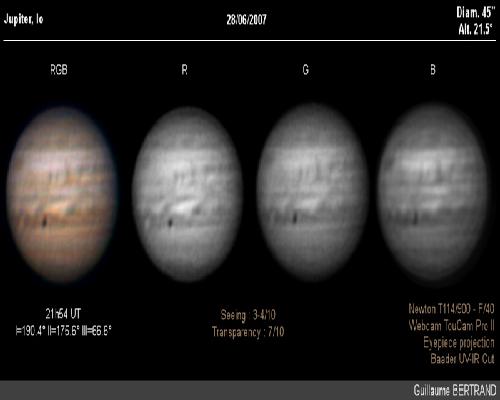 Jupiter, Io
28/06/2007
Diam. 45"
Alt. 21.5°
RGB
R
G
B
21h54 UT
I=190.4° II=175.6° III=66.6°
Seeing : 3-4/10
Transparency : 7/10
Newton T114/900 - F/40
Webcam TouCam Pro II
Eyepiece projection
Baader UV-IR Cut
Guillaume BERTRAND